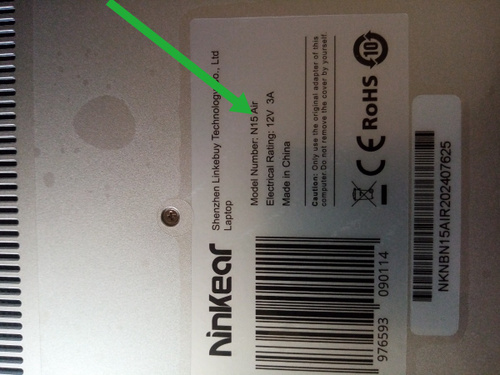 Ninkear
Shenzhen Linkebuy Technology Co., Ltd
Laptop
Model Number: N15 Air
Electrical Rating: 12V 3A
Made in China
Caution: Only use the original adapter of this
computer.Do not remove the cover by yourself.
CE RoHS 10
976593 090114
NKNBN15AIR202407625